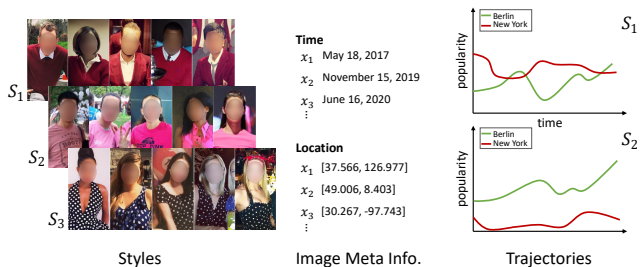 S1
S2
S3
Styles
Time
x1 May 18, 2017
x2 November 15, 2019
x3 June 16, 2020
⋮
Location
x1 [37.566, 126.977]
x2 [49.006, 8.403]
x3 [30.267, -97.743]
⋮
Image Meta Info.
Berlin
New York
S1
popularity
time
Berlin
New York
S2
popularity
Trajectories